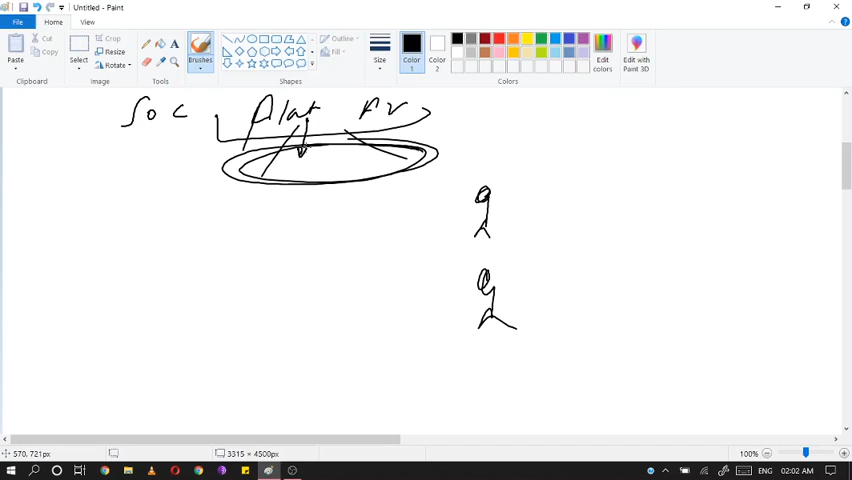 Untitled - Paint
File Home View
Paste
Cut
Copy
Clipboard
Select
Crop
Resize
Rotate
Image
Tools
Brushes
Outline
Fill
Shapes
Size
Color 1
Color 2
Colors
Edit colors
Edit with Paint 3D
Soc
570, 721px
3315 × 4500px
100%
ENG 02:02 AM